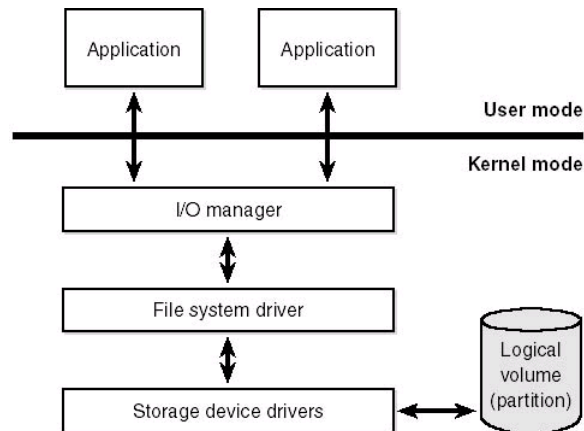 Application
Application
User mode
Kernel mode
I/O manager
File system driver
Logical
volume
(partition)
Storage device drivers